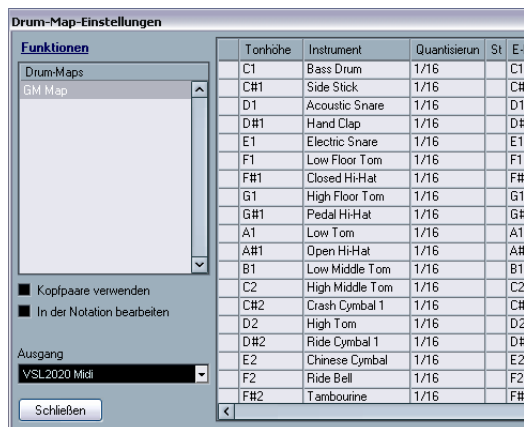 Drum-Map-Einstellungen
Funktionen
Drum-Maps
GM Map
Kopfpaare verwenden
In der Notation bearbeiten
Ausgang
VSL2020 Midi
Schließen
Tonhöhe Instrument Quantisierun St E-
C1 Bass Drum 1/16 C1
C#1 Side Stick 1/16 C#
D1 Acoustic Snare 1/16 D1
D#1 Hand Clap 1/16 D#
E1 Electric Snare 1/16 E1
F1 Low Floor Tom 1/16 F1
F#1 Closed Hi-Hat 1/16 F#
G1 High Floor Tom 1/16 G1
G#1 Pedal Hi-Hat 1/16 G#
A1 Low Tom 1/16 A1
A#1 Open Hi-Hat 1/16 A#
B1 Low Middle Tom 1/16 B1
C2 High Middle Tom 1/16 C2
C#2 Crash Cymbal 1 1/16 C#
D2 High Tom 1/16 D2
D#2 Ride Cymbal 1 1/16 D#
E2 Chinese Cymbal 1/16 E2
F2 Ride Bell 1/16 F2
F#2 Tambourine 1/16 F#